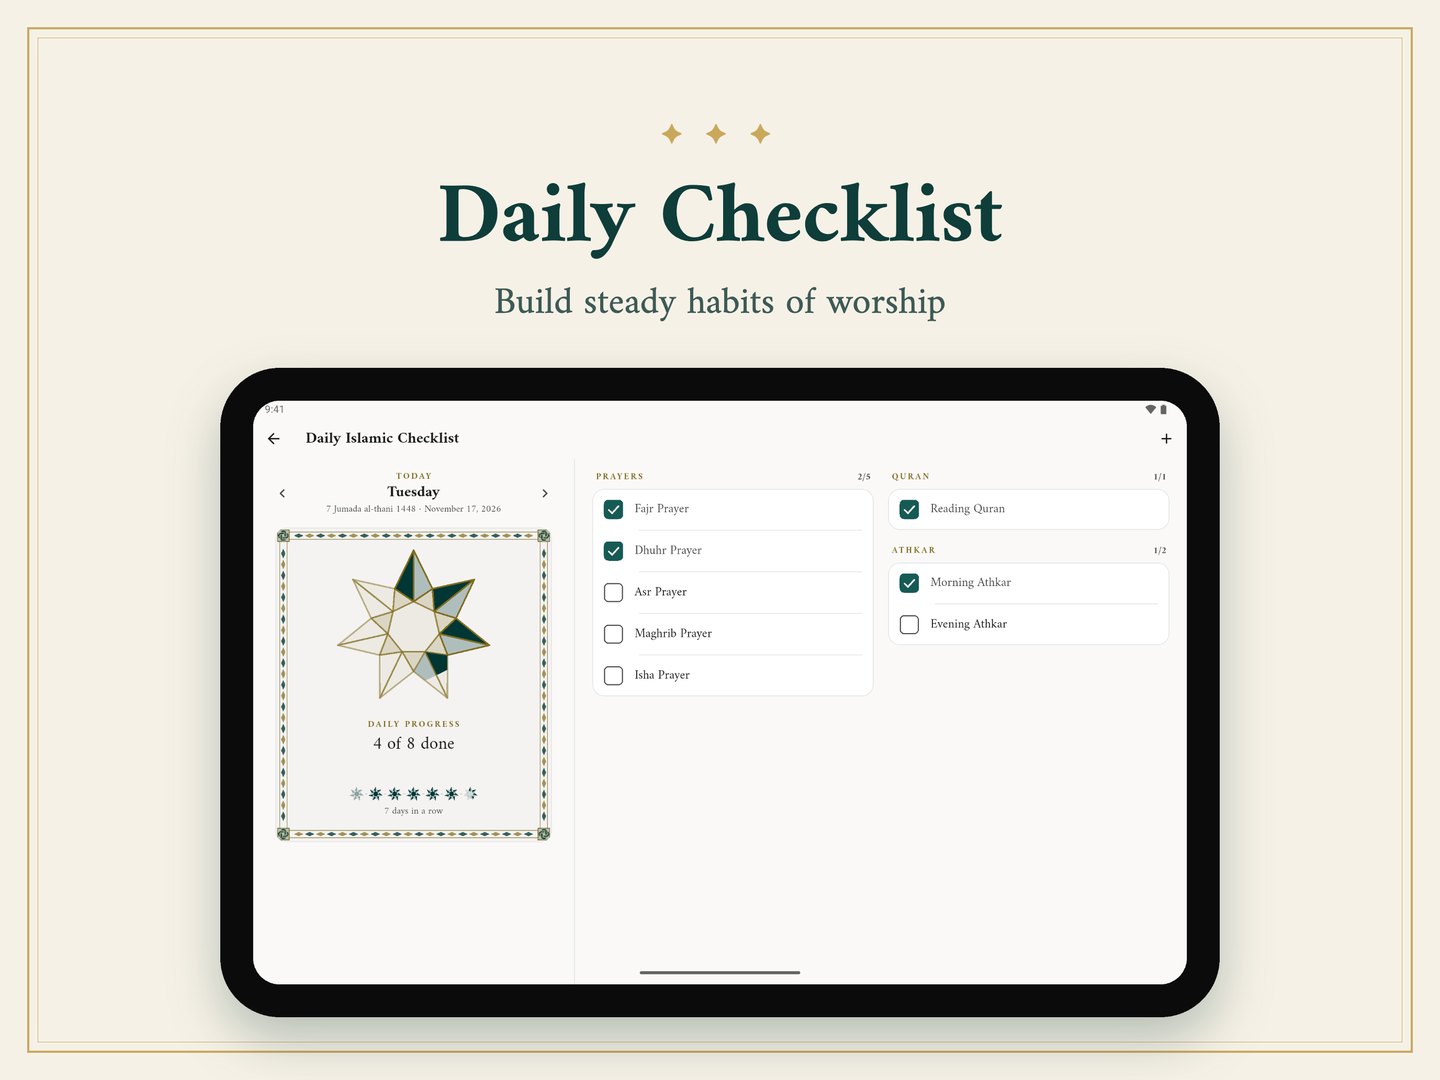 Daily Checklist
Build steady habits of worship
9:41
Daily Islamic Checklist
+
TODAY
Tuesday
7 Jumada al-thani 1448 · November 17, 2026
DAILY PROGRESS
4 of 8 done
7 days in a row
PRAYERS 2/5
Fajr Prayer
Dhuhr Prayer
Asr Prayer
Maghrib Prayer
Isha Prayer
QURAN 1/1
Reading Quran
ATHKAR 1/2
Morning Athkar
Evening Athkar